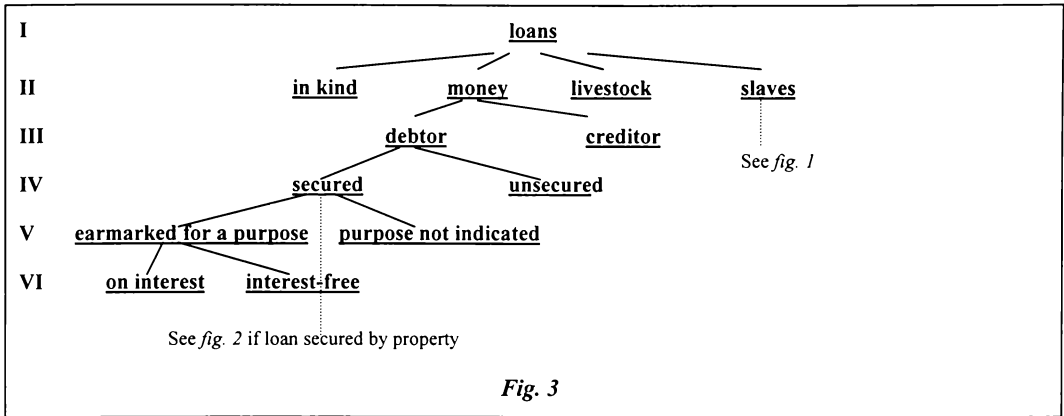 I loans
II in kind money livestock slaves
III debtor creditor
See fig. 1
IV secured unsecured
V earmarked for a purpose purpose not indicated
VI on interest interest-free
See fig. 2 if loan secured by property
Fig. 3